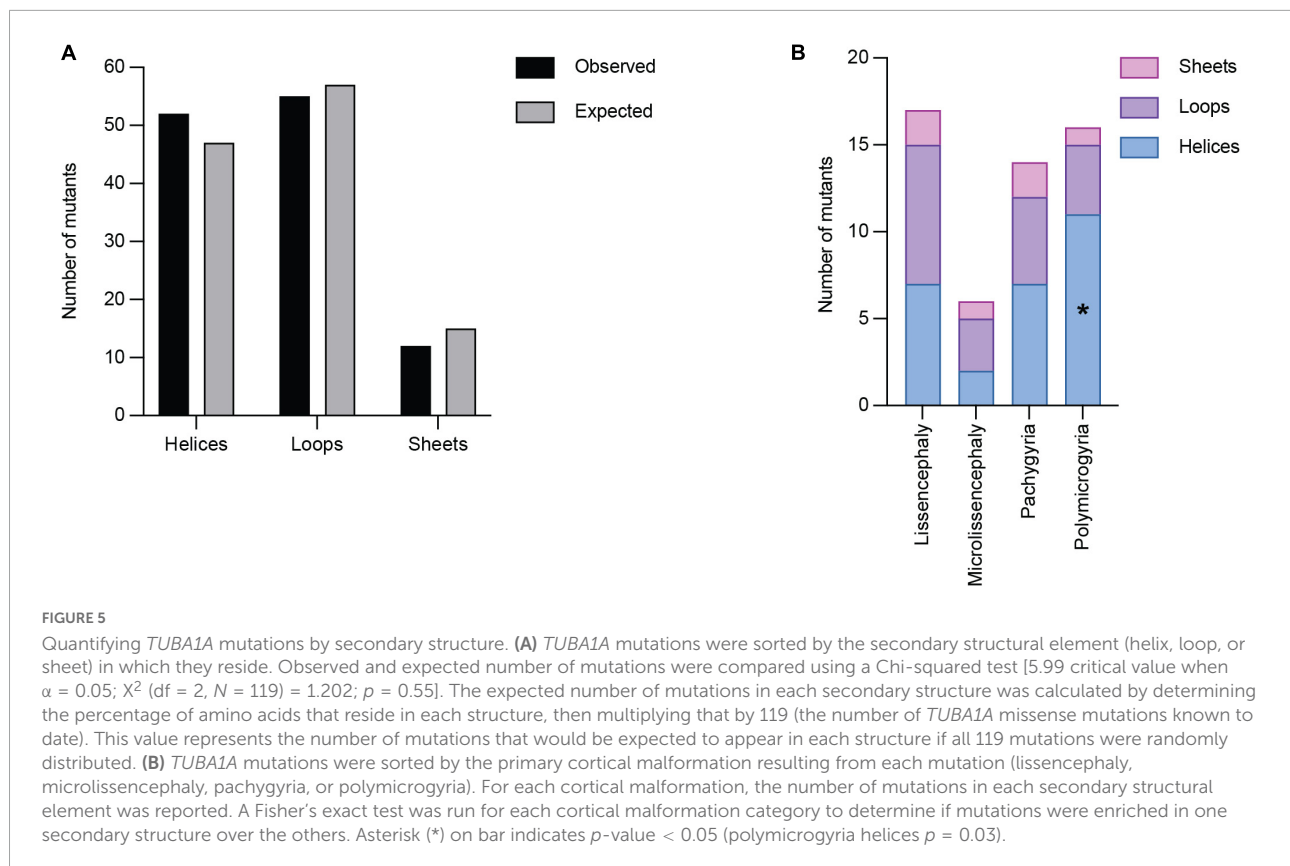 A
60
50
40
30
20
10
0
Number of mutants
Helices
Loops
Sheets
Observed
Expected
B
20
15
10
5
0
Number of mutants
*
Lissencephaly
Microlissencephaly
Pachygyria
Polymicrogyria
Sheets
Loops
Helices
FIGURE 5
Quantifying TUBA1A mutations by secondary structure. (A) TUBA1A mutations were sorted by the secondary structural element (helix, loop, or
sheet) in which they reside. Observed and expected number of mutations were compared using a Chi-squared test [5.99 critical value when
α = 0.05; X² (df = 2, N = 119) = 1.202; p = 0.55]. The expected number of mutations in each secondary structure was calculated by determining
the percentage of amino acids that reside in each structure, then multiplying that by 119 (the number of TUBA1A missense mutations known to
date). This value represents the number of mutations that would be expected to appear in each structure if all 119 mutations were randomly
distributed. (B) TUBA1A mutations were sorted by the primary cortical malformation resulting from each mutation (lissencephaly,
microlissencephaly, pachygyria, or polymicrogyria). For each cortical malformation, the number of mutations in each secondary structural
element was reported. A Fisher's exact test was run for each cortical malformation category to determine if mutations were enriched in one
secondary structure over the others. Asterisk (*) on bar indicates p-value < 0.05 (polymicrogyria helices p = 0.03).